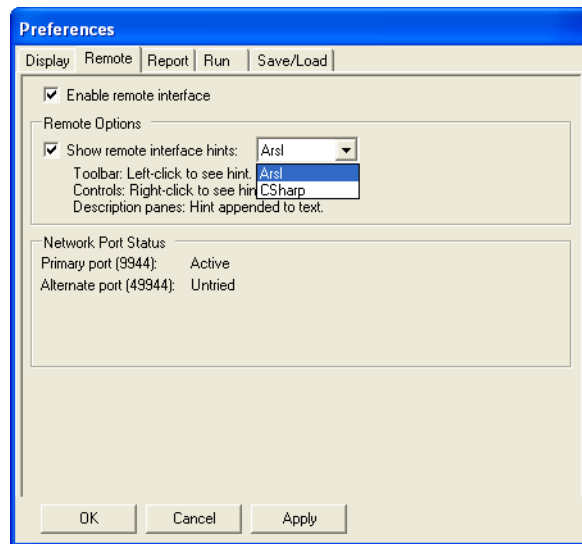 Preferences
Display Remote Report Run Save/Load
Enable remote interface
Remote Options
Show remote interface hints: Arsl
Toolbar: Left-click to see hint. Arsl
Controls: Right-click to see hin CSharp
Description panes: Hint appended to text.
Network Port Status
Primary port (9944): Active
Alternate port (49944): Untried
OK Cancel Apply